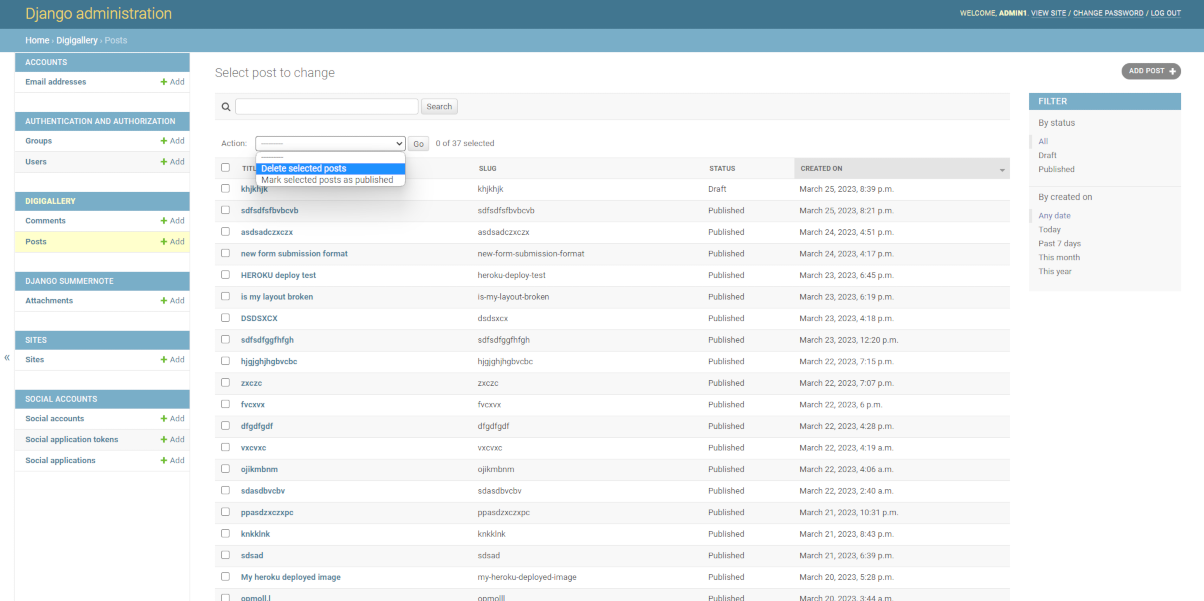 Django administration
WELCOME, ADMIN1. VIEW SITE / CHANGE PASSWORD / LOG OUT
Home › Digigallery › Posts
ACCOUNTS
Email addresses + Add
AUTHENTICATION AND AUTHORIZATION
Groups + Add
Users + Add
DIGIGALLERY
Comments + Add
Posts + Add
DJANGO SUMMERNOTE
Attachments + Add
SITES
Sites + Add
SOCIAL ACCOUNTS
Social accounts + Add
Social application tokens + Add
Social applications + Add
«
Select post to change
ADD POST +
Search
Action: --------- Go 0 of 37 selected
---------
Delete selected posts
Mark selected posts as published
SLUG STATUS CREATED ON
khjkhjk khjkhjk Draft March 25, 2023, 8:39 p.m.
sdfsdfsfbvbcvb sdfsdfsfbvbcvb Published March 25, 2023, 8:21 p.m.
asdsadczxczx asdsadczxczx Published March 24, 2023, 4:51 p.m.
new form submission format new-form-submission-format Published March 24, 2023, 4:17 p.m.
HEROKU deploy test heroku-deploy-test Published March 23, 2023, 6:45 p.m.
is my layout broken is-my-layout-broken Published March 23, 2023, 6:19 p.m.
DSDSXCX dsdsxcx Published March 23, 2023, 4:18 p.m.
sdfsdfggfhfgh sdfsdfggfhfgh Published March 23, 2023, 12:20 p.m.
hjgjghjhgbvcbc hjgjghjhgbvcbc Published March 22, 2023, 7:15 p.m.
zxczc zxczc Published March 22, 2023, 7:07 p.m.
fvcxvx fvcxvx Published March 22, 2023, 6 p.m.
dfgdfgdf dfgdfgdf Published March 22, 2023, 4:28 p.m.
vxcvxc vxcvxc Published March 22, 2023, 4:19 a.m.
ojikmbnm ojikmbnm Published March 22, 2023, 4:06 a.m.
sdasdbvcbv sdasdbvcbv Published March 22, 2023, 2:40 a.m.
ppasdzxczxpc ppasdzxczxpc Published March 21, 2023, 10:31 p.m.
knkklnk knkklnk Published March 21, 2023, 8:43 p.m.
sdsad sdsad Published March 21, 2023, 6:39 p.m.
My heroku deployed image my-heroku-deployed-image Published March 20, 2023, 5:28 p.m.
Published March 20, 2023, 3:44 a.m.
FILTER
By status
All
Draft
Published
By created on
Any date
Today
Past 7 days
This month
This year